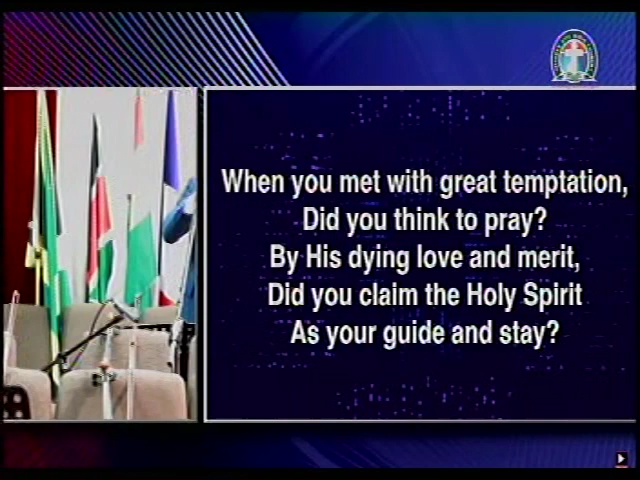 When you met with great temptation,
Did you think to pray?
By His dying love and merit,
Did you claim the Holy Spirit
As your guide and stay?